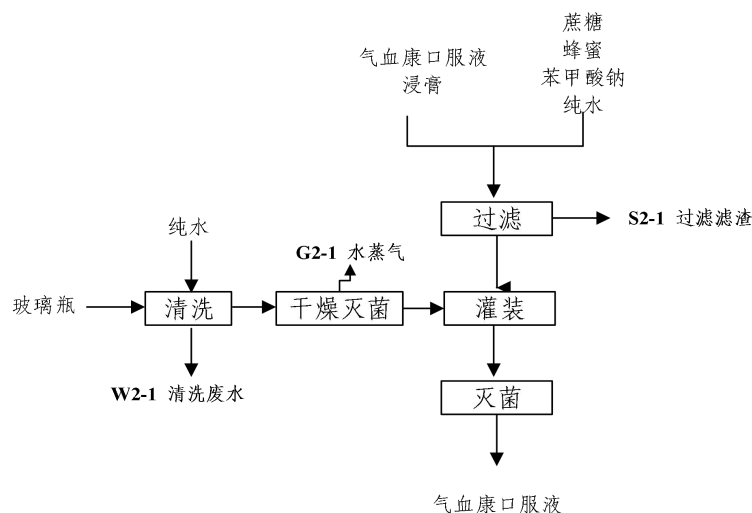 蔗糖
蜂蜜
苯甲酸钠
纯水
气血康口服液
浸膏
过滤
S2-1 过滤滤渣
纯水
G2-1 水蒸气
玻璃瓶
清洗
干燥灭菌
灌装
W2-1 清洗废水
灭菌
气血康口服液